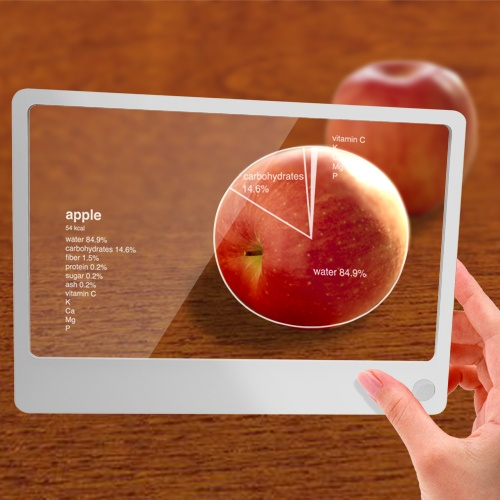 apple
54 kcal
water 84.9%
carbohydrates 14.6%
fiber 1.5%
protein 0.2%
sugar 0.2%
ash 0.2%
vitamin C
K
Ca
Mg
P
carbohydrates
14.6%
vitamin C
K
Mg
P
water 84.9%